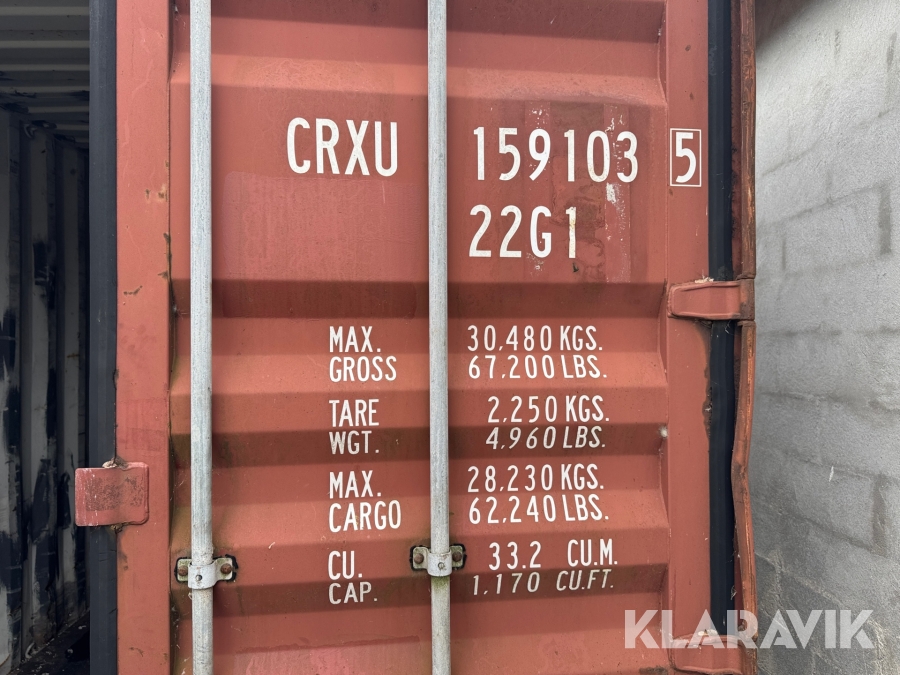 CRXU 159103 5
22G1
MAX. 30,480 KGS.
GROSS 67,200 LBS.
TARE 2,250 KGS.
WGT. 4,960 LBS.
MAX. 28,230 KGS.
CARGO 62,240 LBS.
CU. 33.2 CU.M.
CAP. 1,170 CU.FT.
KLARAVIK